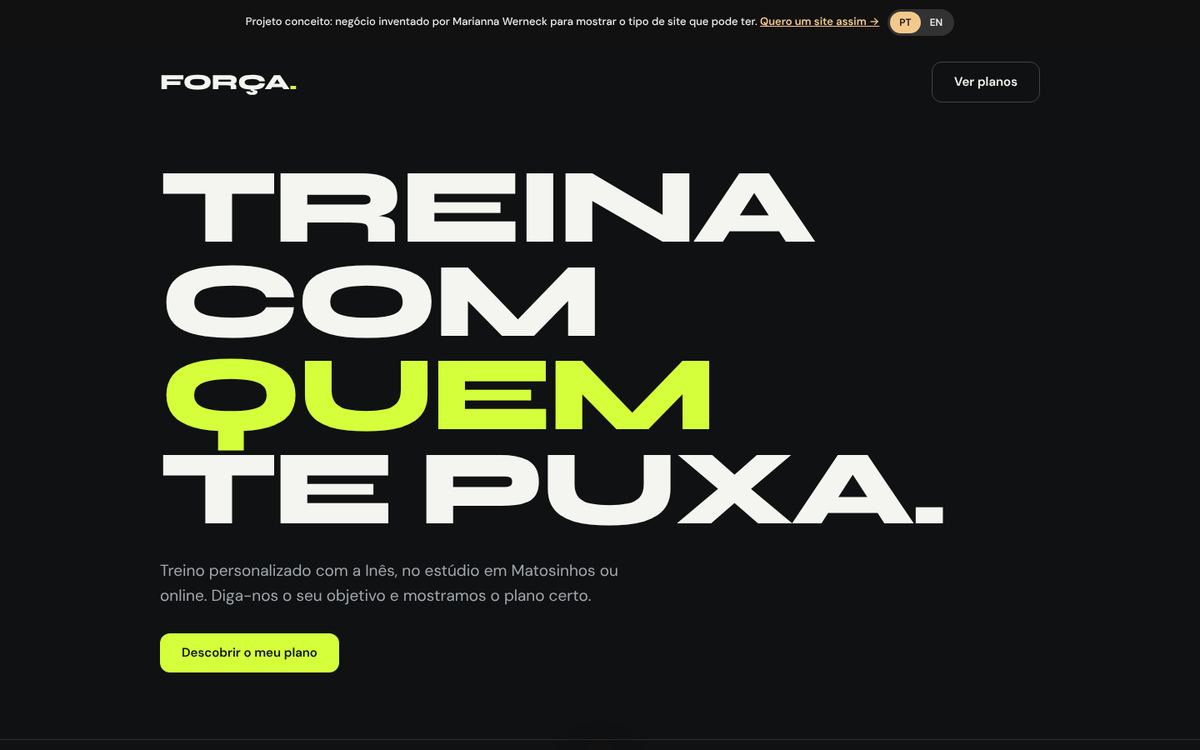 Projeto conceito: negócio inventado por Marianna Werneck para mostrar o tipo de site que pode ter. Quero um site assim → PT EN
FORÇA.
Ver planos
TREINA
COM
QUEM
TE PUXA.
Treino personalizado com a Inês, no estúdio em Matosinhos ou
online. Diga-nos o seu objetivo e mostramos o plano certo.
Descobrir o meu plano